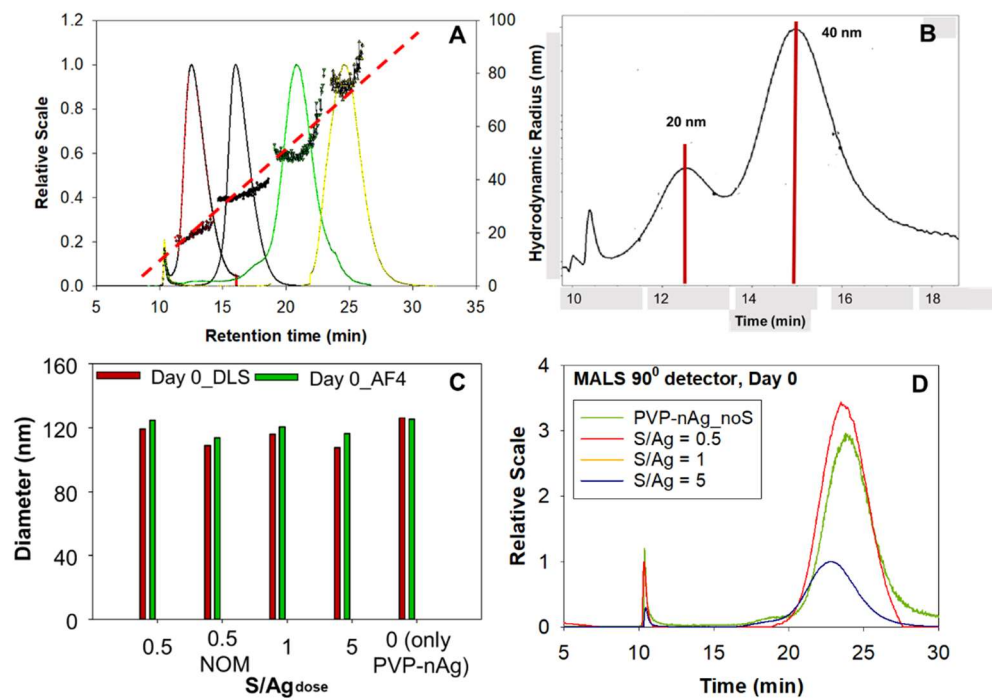 A
1.2
1.0
0.8
0.6
0.4
0.2
0.0
Relative Scale
100
80
60
40
20
0
5 10 15 20 25 30 35
Retention time (min)
B
40 nm
20 nm
Hydrodynamic Radius (nm)
10 12 14 16 18
Time (min)
C
160
120
80
40
0
Diameter (nm)
Day 0_DLS
Day 0_AF4
0.5 0.5 1 5 0 (only
NOM PVP-nAg)
S/Ag dose
D
MALS 90⁰ detector, Day 0
PVP-nAg_noS
S/Ag = 0.5
S/Ag = 1
S/Ag = 5
4
3
2
1
0
Relative Scale
5 10 15 20 25 30
Time (min)